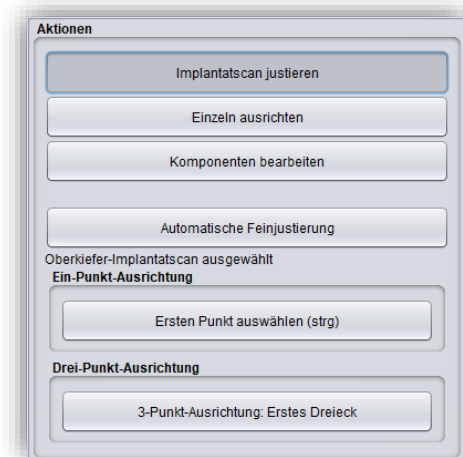 Aktionen
Implantatscan justieren
Einzeln ausrichten
Komponenten bearbeiten
Automatische Feinjustierung
Oberkiefer-Implantatscan ausgewählt
Ein-Punkt-Ausrichtung
Ersten Punkt auswählen (strg)
Drei-Punkt-Ausrichtung
3-Punkt-Ausrichtung: Erstes Dreieck